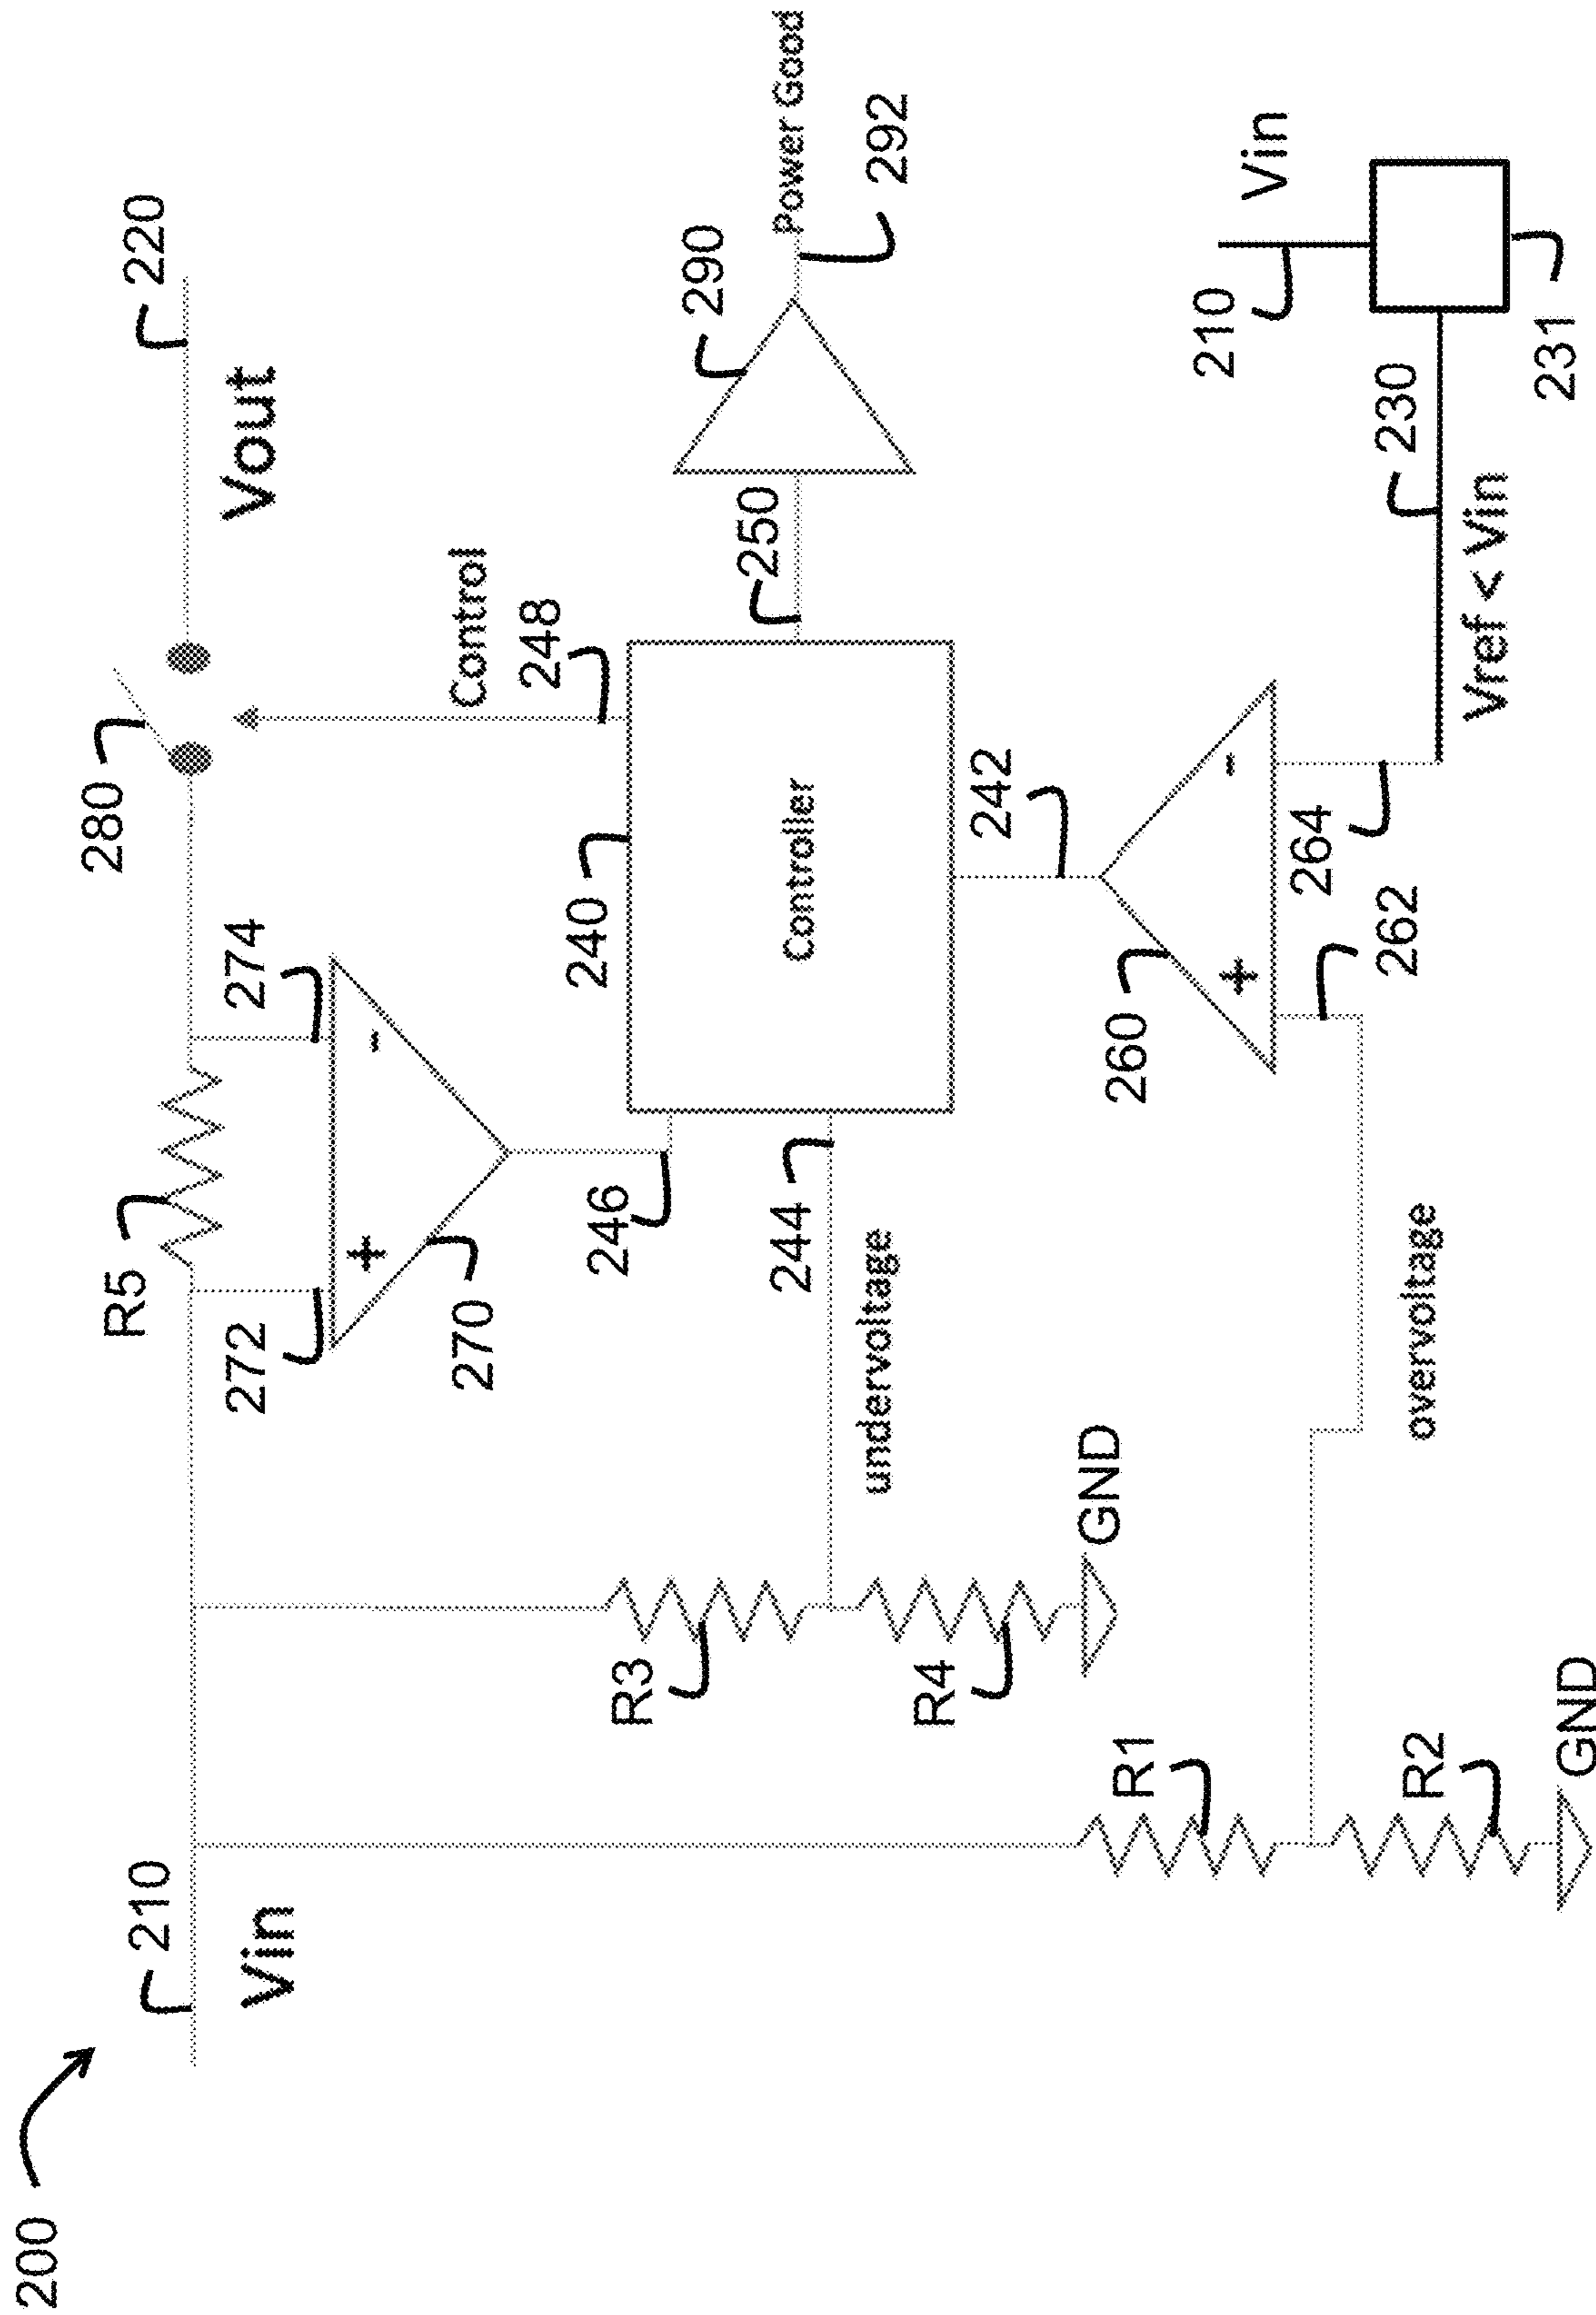 200
210
Vin
R5
272
274
280
220
Vout
270
246
240
Control
248
Controller
290
250
Power Good
292
R3
R4
GND
244
undervoltage
242
260
+
-
+
-
262
264
210
Vin
230
231
Vref < Vin
R1
R2
GND
overvoltage